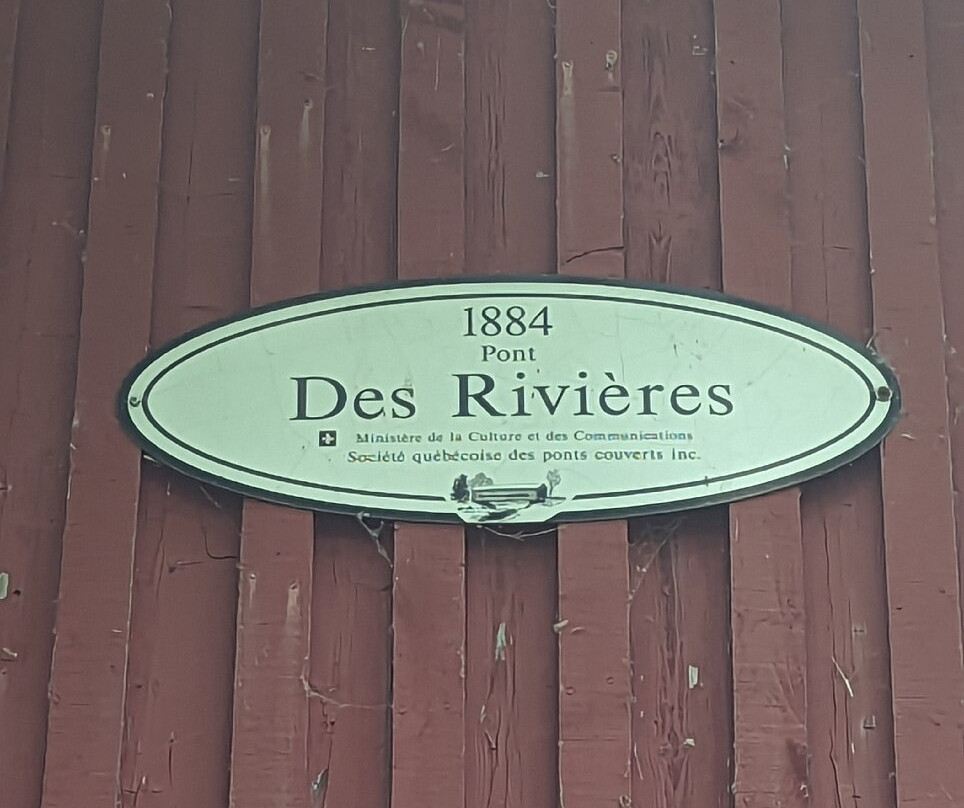 1884
Pont
Des Rivières
Ministère de la Culture et des Communications
Société québécoise des ponts couverts inc.